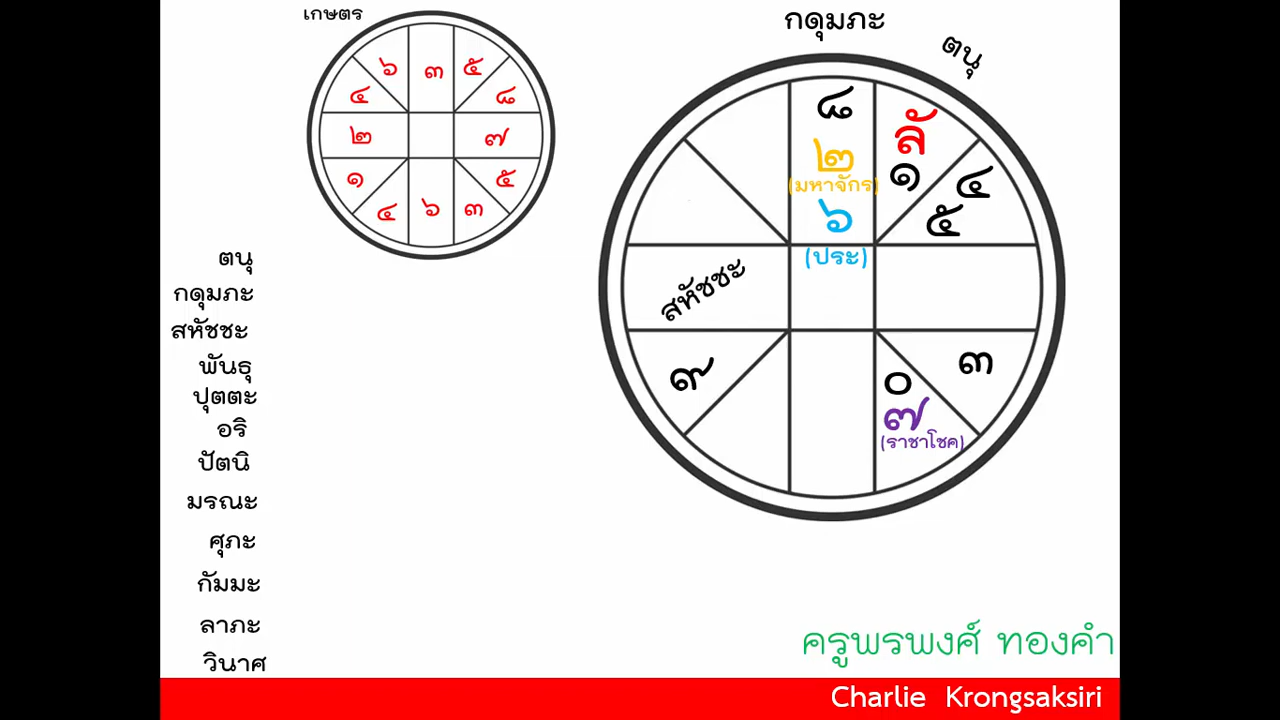 เกษตร
๖ ๓ ๕
๔ ๘
๒ ๗
๑ ๕
๔ ๖ ๓
ตนุ
กดุมภะ
สหัชชะ
พันธุ
ปุตตะ
อริ
ปัตนิ
มรณะ
ศุภะ
กัมมะ
ลาภะ
วินาศ
กดุมภะ
ตนุ
๘
๒
(มหาจักร)
๖
(ประ)
ลั
๑
๔
๕
สหัชชะ
๙
๓
๐
๗
(ราชาโชค)
ครูพรพงศ์ ทองคำ
Charlie Krongsaksiri